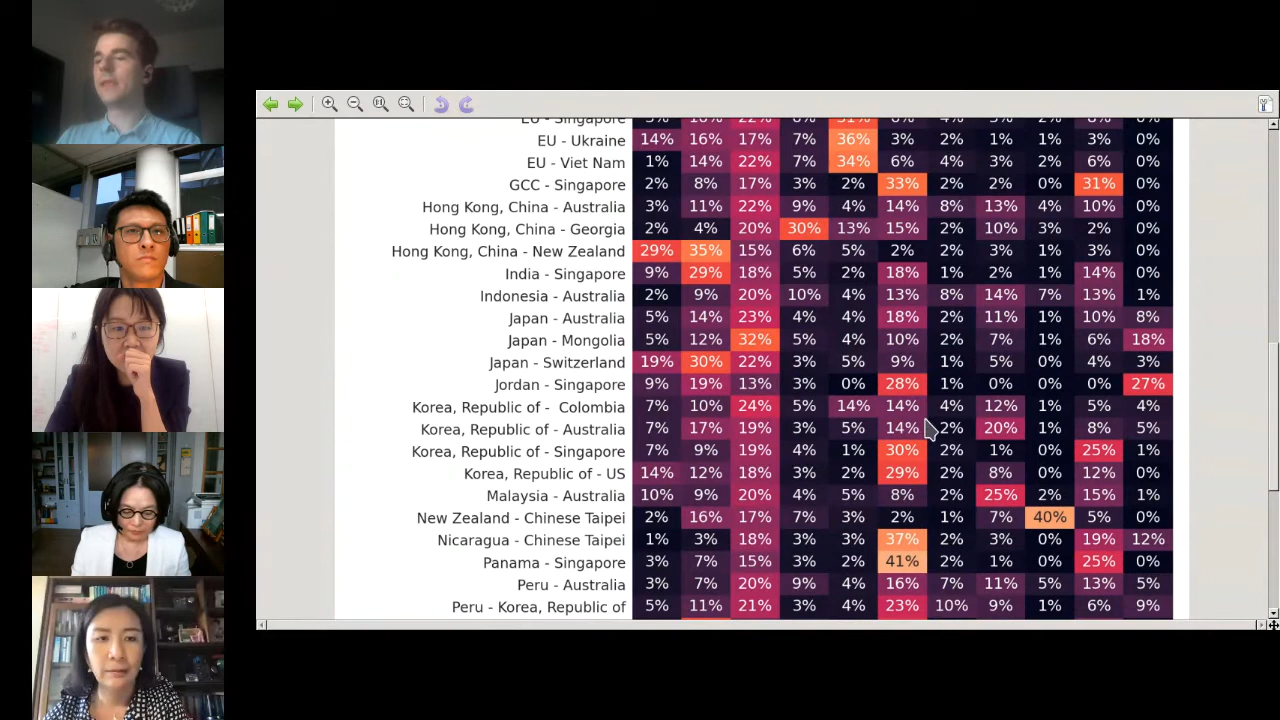 EU - Singapore 3% 16% 22% 6% 31% 6% 4% 3% 2% 8% 0%
EU - Ukraine 14% 16% 17% 7% 36% 3% 2% 1% 1% 3% 0%
EU - Viet Nam 1% 14% 22% 7% 34% 6% 4% 3% 2% 6% 0%
GCC - Singapore 2% 8% 17% 3% 2% 33% 2% 2% 0% 31% 0%
Hong Kong, China - Australia 3% 11% 22% 9% 4% 14% 8% 13% 4% 10% 0%
Hong Kong, China - Georgia 2% 4% 20% 30% 13% 15% 2% 10% 3% 2% 0%
Hong Kong, China - New Zealand 29% 35% 15% 6% 5% 2% 2% 3% 1% 3% 0%
India - Singapore 9% 29% 18% 5% 2% 18% 1% 2% 1% 14% 0%
Indonesia - Australia 2% 9% 20% 10% 4% 13% 8% 14% 7% 13% 1%
Japan - Australia 5% 14% 23% 4% 4% 18% 2% 11% 1% 10% 8%
Japan - Mongolia 5% 12% 32% 5% 4% 10% 2% 7% 1% 6% 18%
Japan - Switzerland 19% 30% 22% 3% 5% 9% 1% 5% 0% 4% 3%
Jordan - Singapore 9% 19% 13% 3% 0% 28% 1% 0% 0% 0% 27%
Korea, Republic of - Colombia 7% 10% 24% 5% 14% 14% 4% 12% 1% 5% 4%
Korea, Republic of - Australia 7% 17% 19% 3% 5% 14% 2% 20% 1% 8% 5%
Korea, Republic of - Singapore 7% 9% 19% 4% 1% 30% 2% 1% 0% 25% 1%
Korea, Republic of - US 14% 12% 18% 3% 2% 29% 2% 8% 0% 12% 0%
Malaysia - Australia 10% 9% 20% 4% 5% 8% 2% 25% 2% 15% 1%
New Zealand - Chinese Taipei 2% 16% 17% 7% 3% 2% 1% 7% 40% 5% 0%
Nicaragua - Chinese Taipei 1% 3% 18% 3% 3% 37% 2% 3% 0% 19% 12%
Panama - Singapore 3% 7% 15% 3% 2% 41% 2% 1% 0% 25% 0%
Peru - Australia 3% 7% 20% 9% 4% 16% 7% 11% 5% 13% 5%
Peru - Korea, Republic of 5% 11% 21% 3% 4% 23% 10% 9% 1% 6% 9%